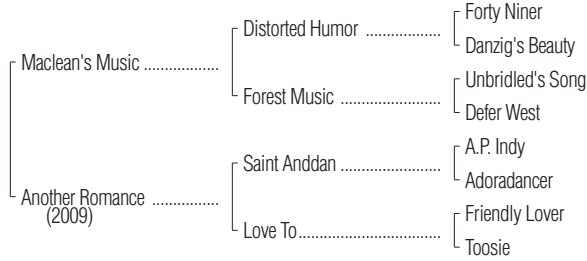 Forty Niner
Distorted Humor ..................
Danzig's Beauty
Maclean's Music ..................
Unbridled's Song
Forest Music ........................
Defer West
A.P. Indy
Saint Anddan .......................
Adoradancer
Another Romance ................
(2009)
Friendly Lover
Love To..................................
Toosie